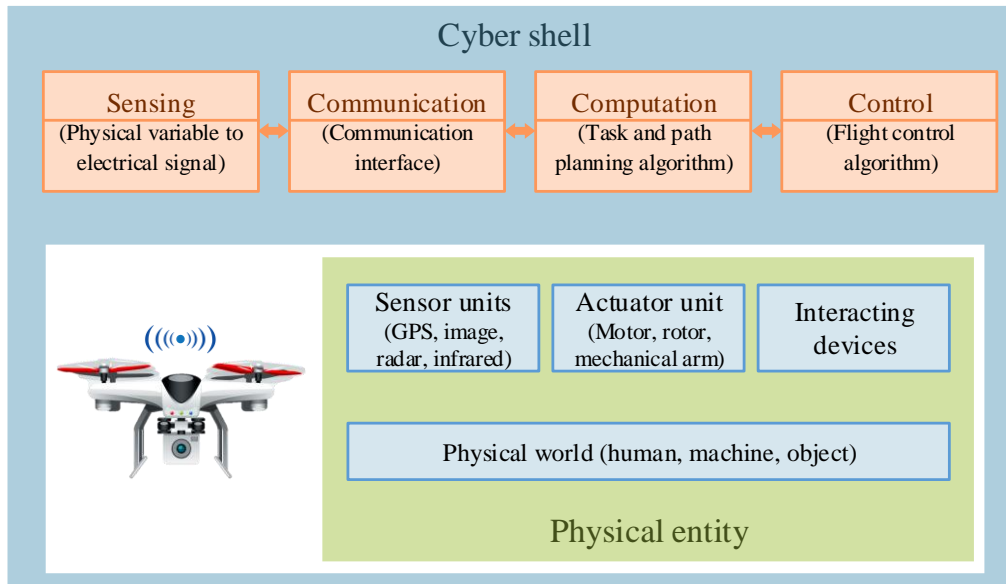 Cyber shell
Sensing
(Physical variable to
electrical signal)
Communication
(Communication
interface)
Computation
(Task and path
planning algorithm)
Control
(Flight control
algorithm)
Sensor units
(GPS, image,
radar, infrared)
Actuator unit
(Motor, rotor,
mechanical arm)
Interacting
devices
Physical world (human, machine, object)
Physical entity